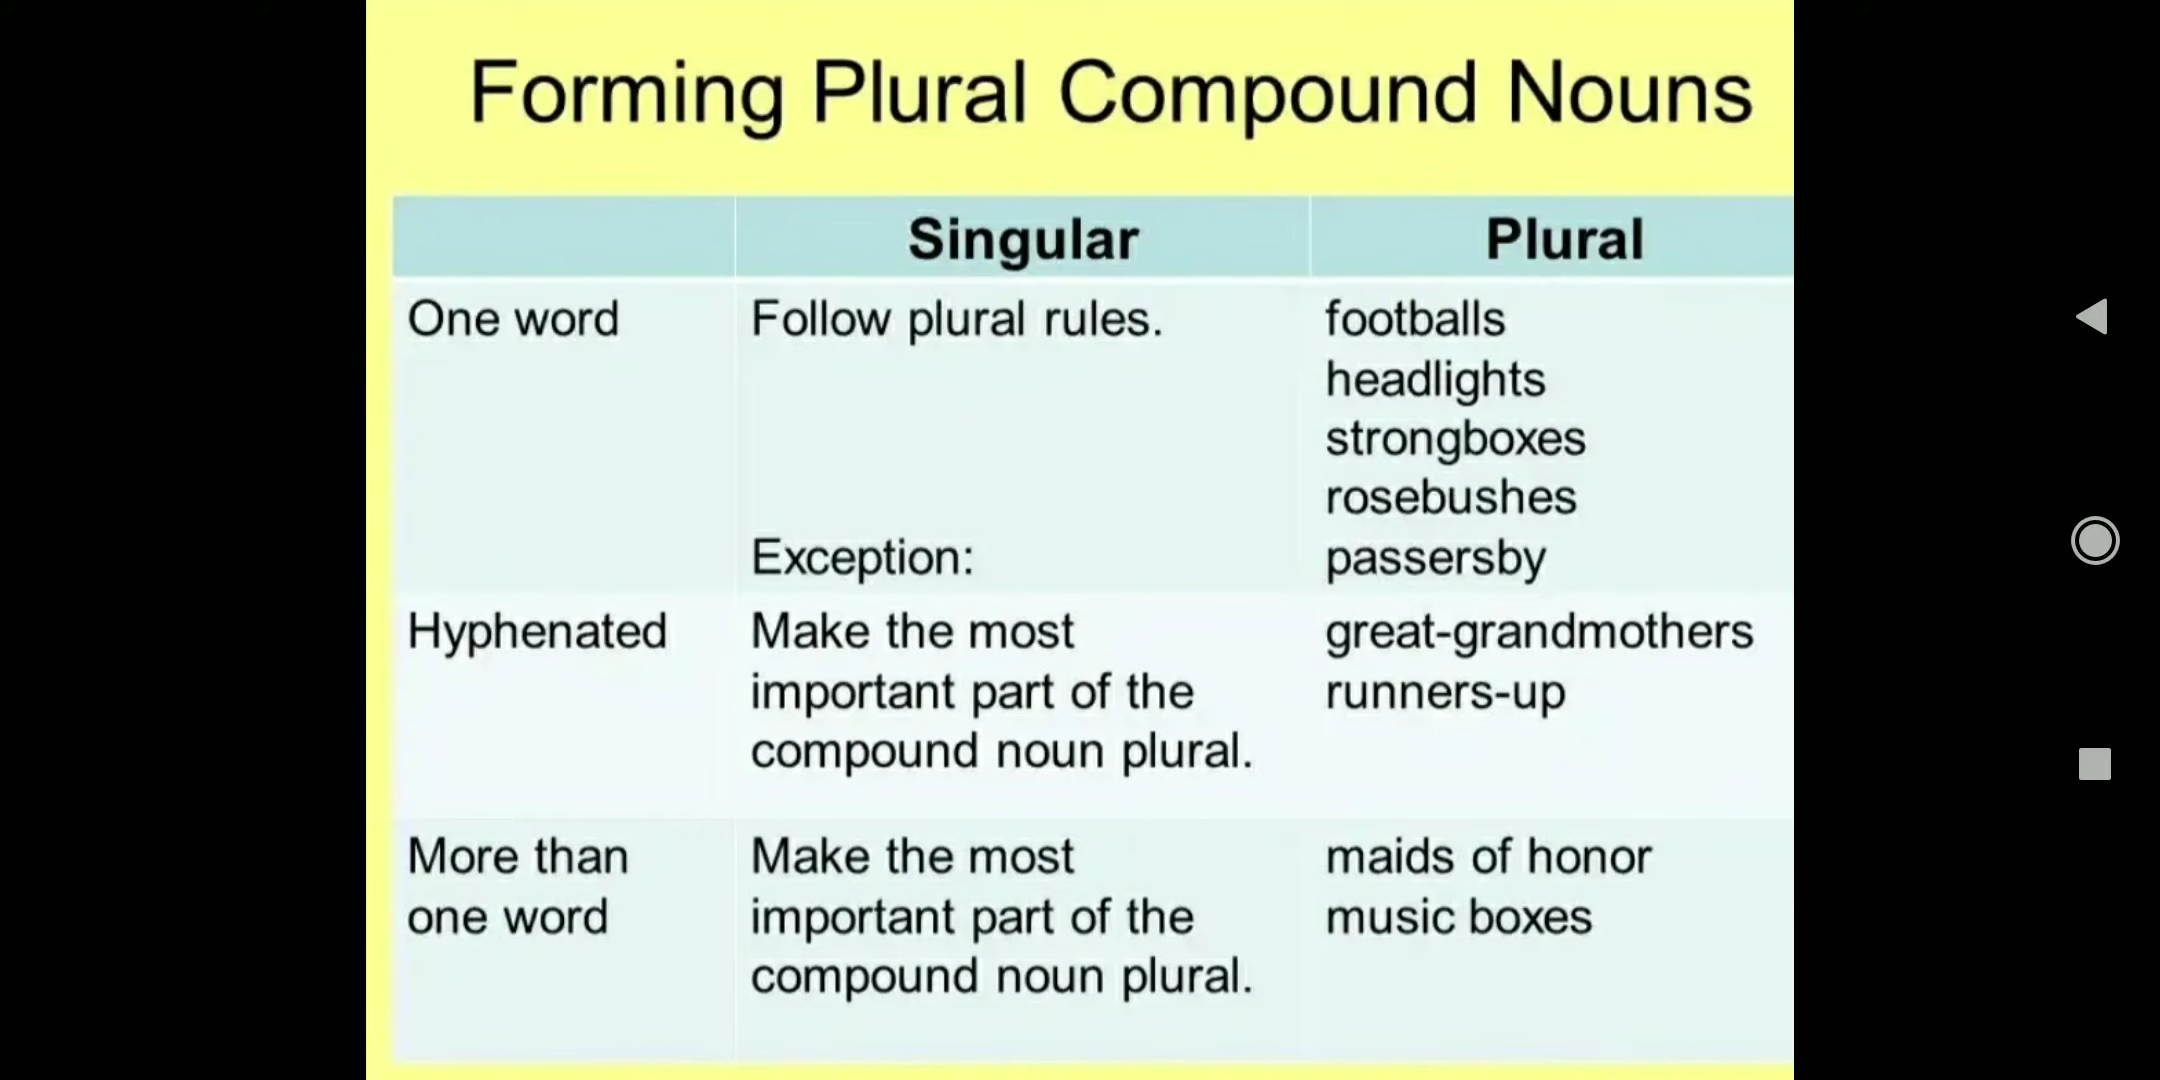 Forming Plural Compound Nouns
Singular Plural
One word Follow plural rules. footballs
headlights
strongboxes
rosebushes
Exception: passersby
Hyphenated Make the most great-grandmothers
important part of the runners-up
compound noun plural.
More than Make the most maids of honor
one word important part of the music boxes
compound noun plural.